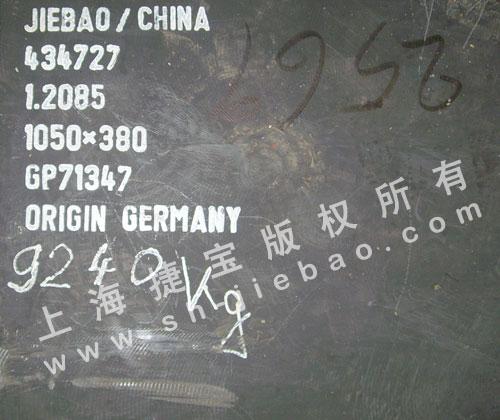 JIEBAO / CHINA
434727
1.2085
1050×380
GP71347
ORIGIN GERMANY
9240 Kg
上海捷宝版权所有
www.shjiebao.com